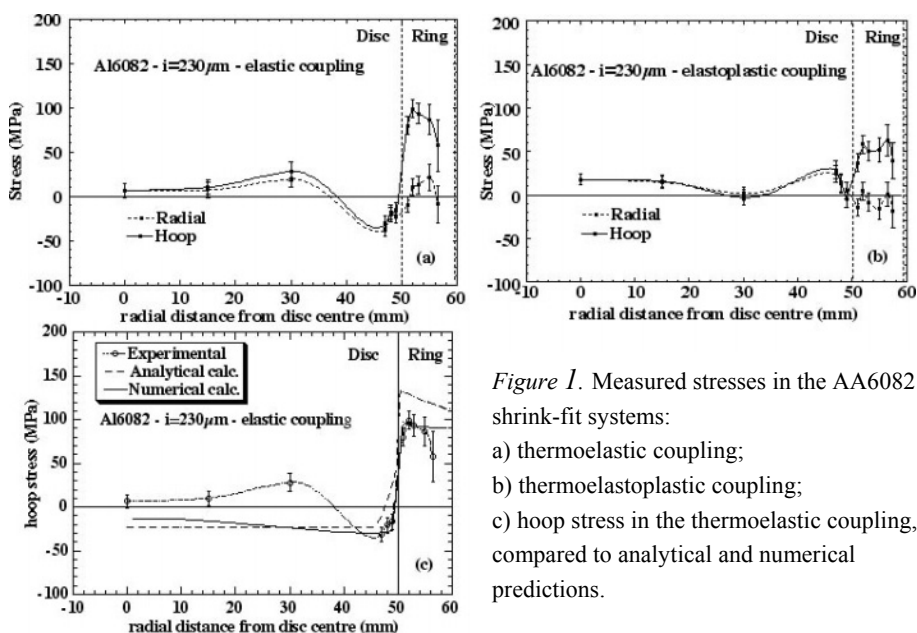 200
150
100
50
0
-50
-100
Stress (MPa)
Disc
Ring
Al6082 - i=230μm - elastic coupling
Radial
Hoop
(a)
-10 0 10 20 30 40 50 60
radial distance from disc centre (mm)
200
150
100
50
0
-50
-100
Stress (MPa)
Disc
Ring
Al6082 - i=230μm - elastoplastic coupling
Radial
Hoop
(b)
-10 0 10 20 30 40 50 60
radial distance from disc centre (mm)
200
150
100
50
0
-50
-100
hoop stress (MPa)
Experimental
Analytical calc.
Numerical calc.
Disc
Ring
Al6082 - i=230μm - elastic coupling
(c)
-10 0 10 20 30 40 50 60
radial distance from disc centre (mm)
Figure 1. Measured stresses in the AA6082
shrink-fit systems:
a) thermoelastic coupling;
b) thermoelastoplastic coupling;
c) hoop stress in the thermoelastic coupling,
compared to analytical and numerical
predictions.